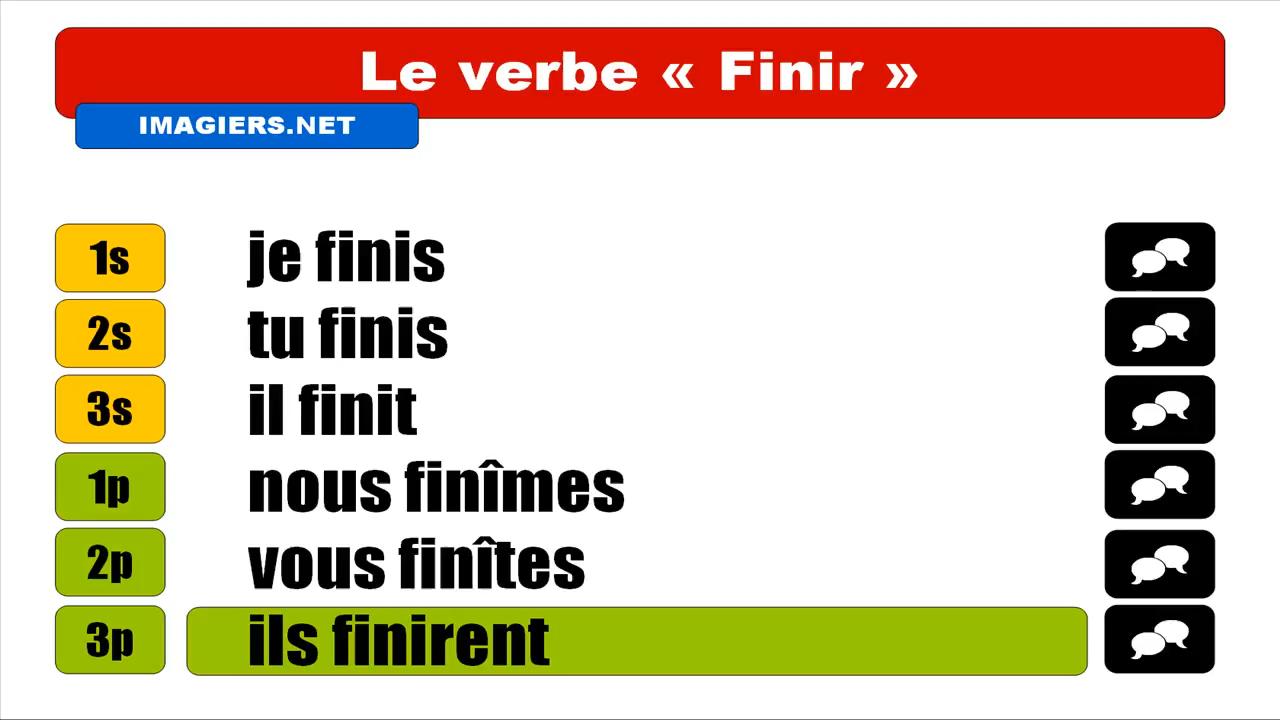 Le verbe « Finir »
IMAGIERS.NET
1s je finis
2s tu finis
3s il finit
1p nous finîmes
2p vous finîtes
3p ils finirent